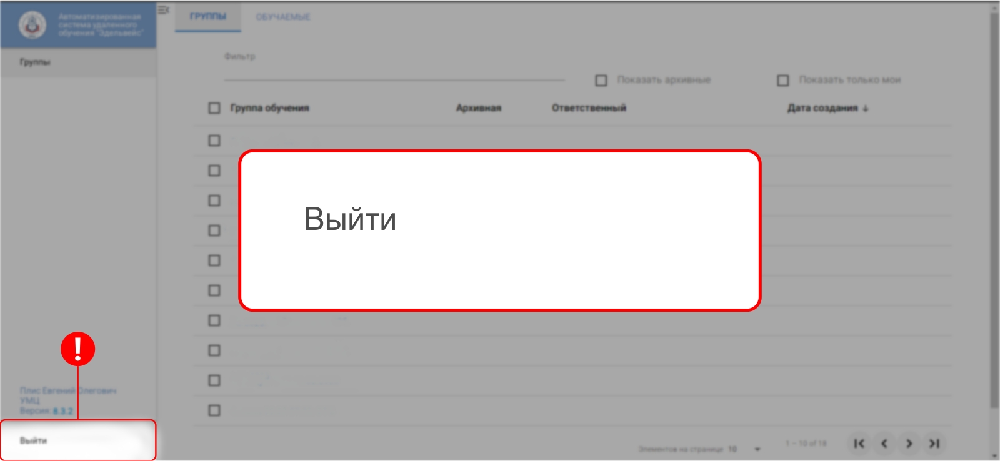 Автоматизированная
система удаленного
обучения "Эдельвейс"
ГРУППЫ ОБУЧАЕМЫЕ
Группы
Фильтр
Показать архивные Показать только мои
Группа обучения Архивная Ответственный Дата создания ↓
Выйти
!
Плис Евгений Олегович
УМЦ
Версия: 8.3.2
Выйти
Элементов на странице 10 1 – 10 of 18